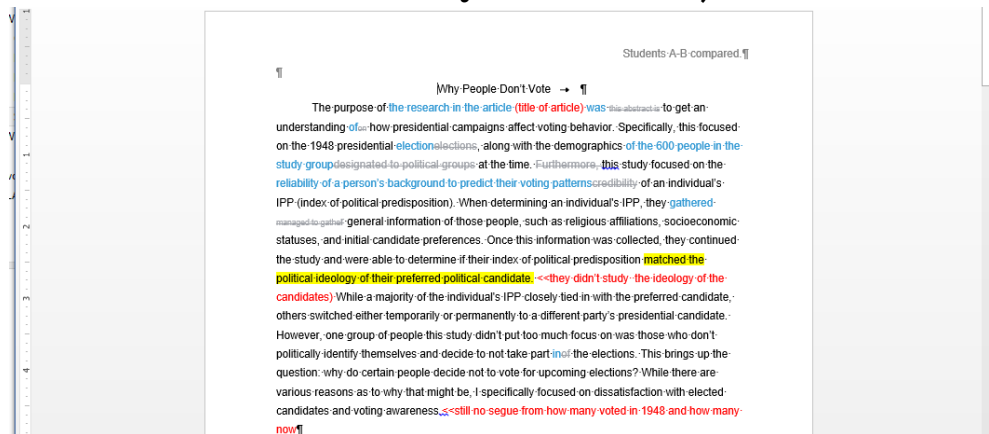 Students A-B compared.¶
¶
Why People Don't Vote → ¶
The purpose of the research in the article (title of article) was this abstract is to get an
understanding ofon how presidential campaigns affect voting behavior. Specifically, this focused
on the 1948 presidential electionelections, along with the demographics of the 600 people in the
study groupdesignated to political groups at the time. Furthermore, this study focused on the
reliability of a person's background to predict their voting patternscredibility of an individual's
IPP (index of political predisposition). When determining an individual's IPP, they gathered
managed to gather general information of those people, such as religious affiliations, socioeconomic
statuses, and initial candidate preferences. Once this information was collected, they continued
the study and were able to determine if their index of political predisposition matched the
political ideology of their preferred political candidate. <<they didn't study the ideology of the
candidates) While a majority of the individual's IPP closely tied in with the preferred candidate,
others switched either temporarily or permanently to a different party's presidential candidate.
However, one group of people this study didn't put too much focus on was those who don't
politically identify themselves and decide to not take part inof the elections. This brings up the
question: why do certain people decide not to vote for upcoming elections? While there are
various reasons as to why that might be, I specifically focused on dissatisfaction with elected
candidates and voting awareness.<<still no segue from how many voted in 1948 and how many
now¶